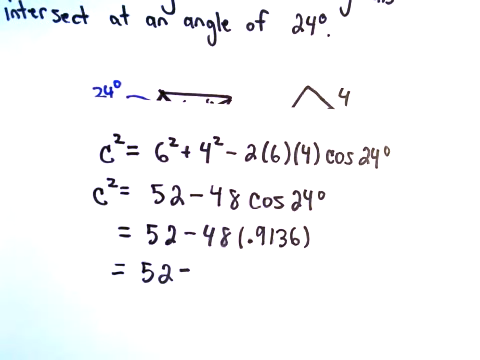 intersect at an angle of 24°.
24° 4
c² = 6² + 4² - 2(6)(4) cos 24°
c² = 52 - 48 cos 24°
= 52 - 48(.9136)
= 52 -